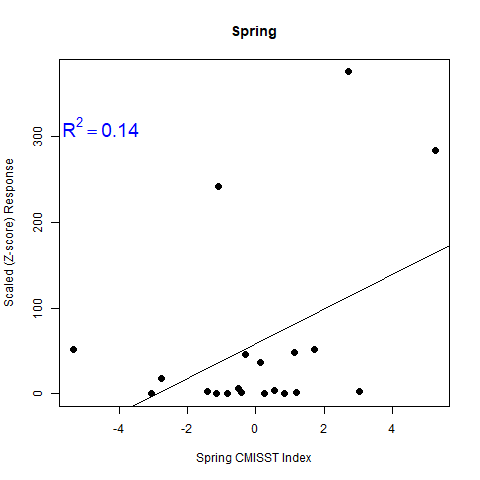 Spring
R² = 0.14
Scaled (Z-score) Response
300
200
100
0
-4 -2 0 2 4
Spring CMISST Index